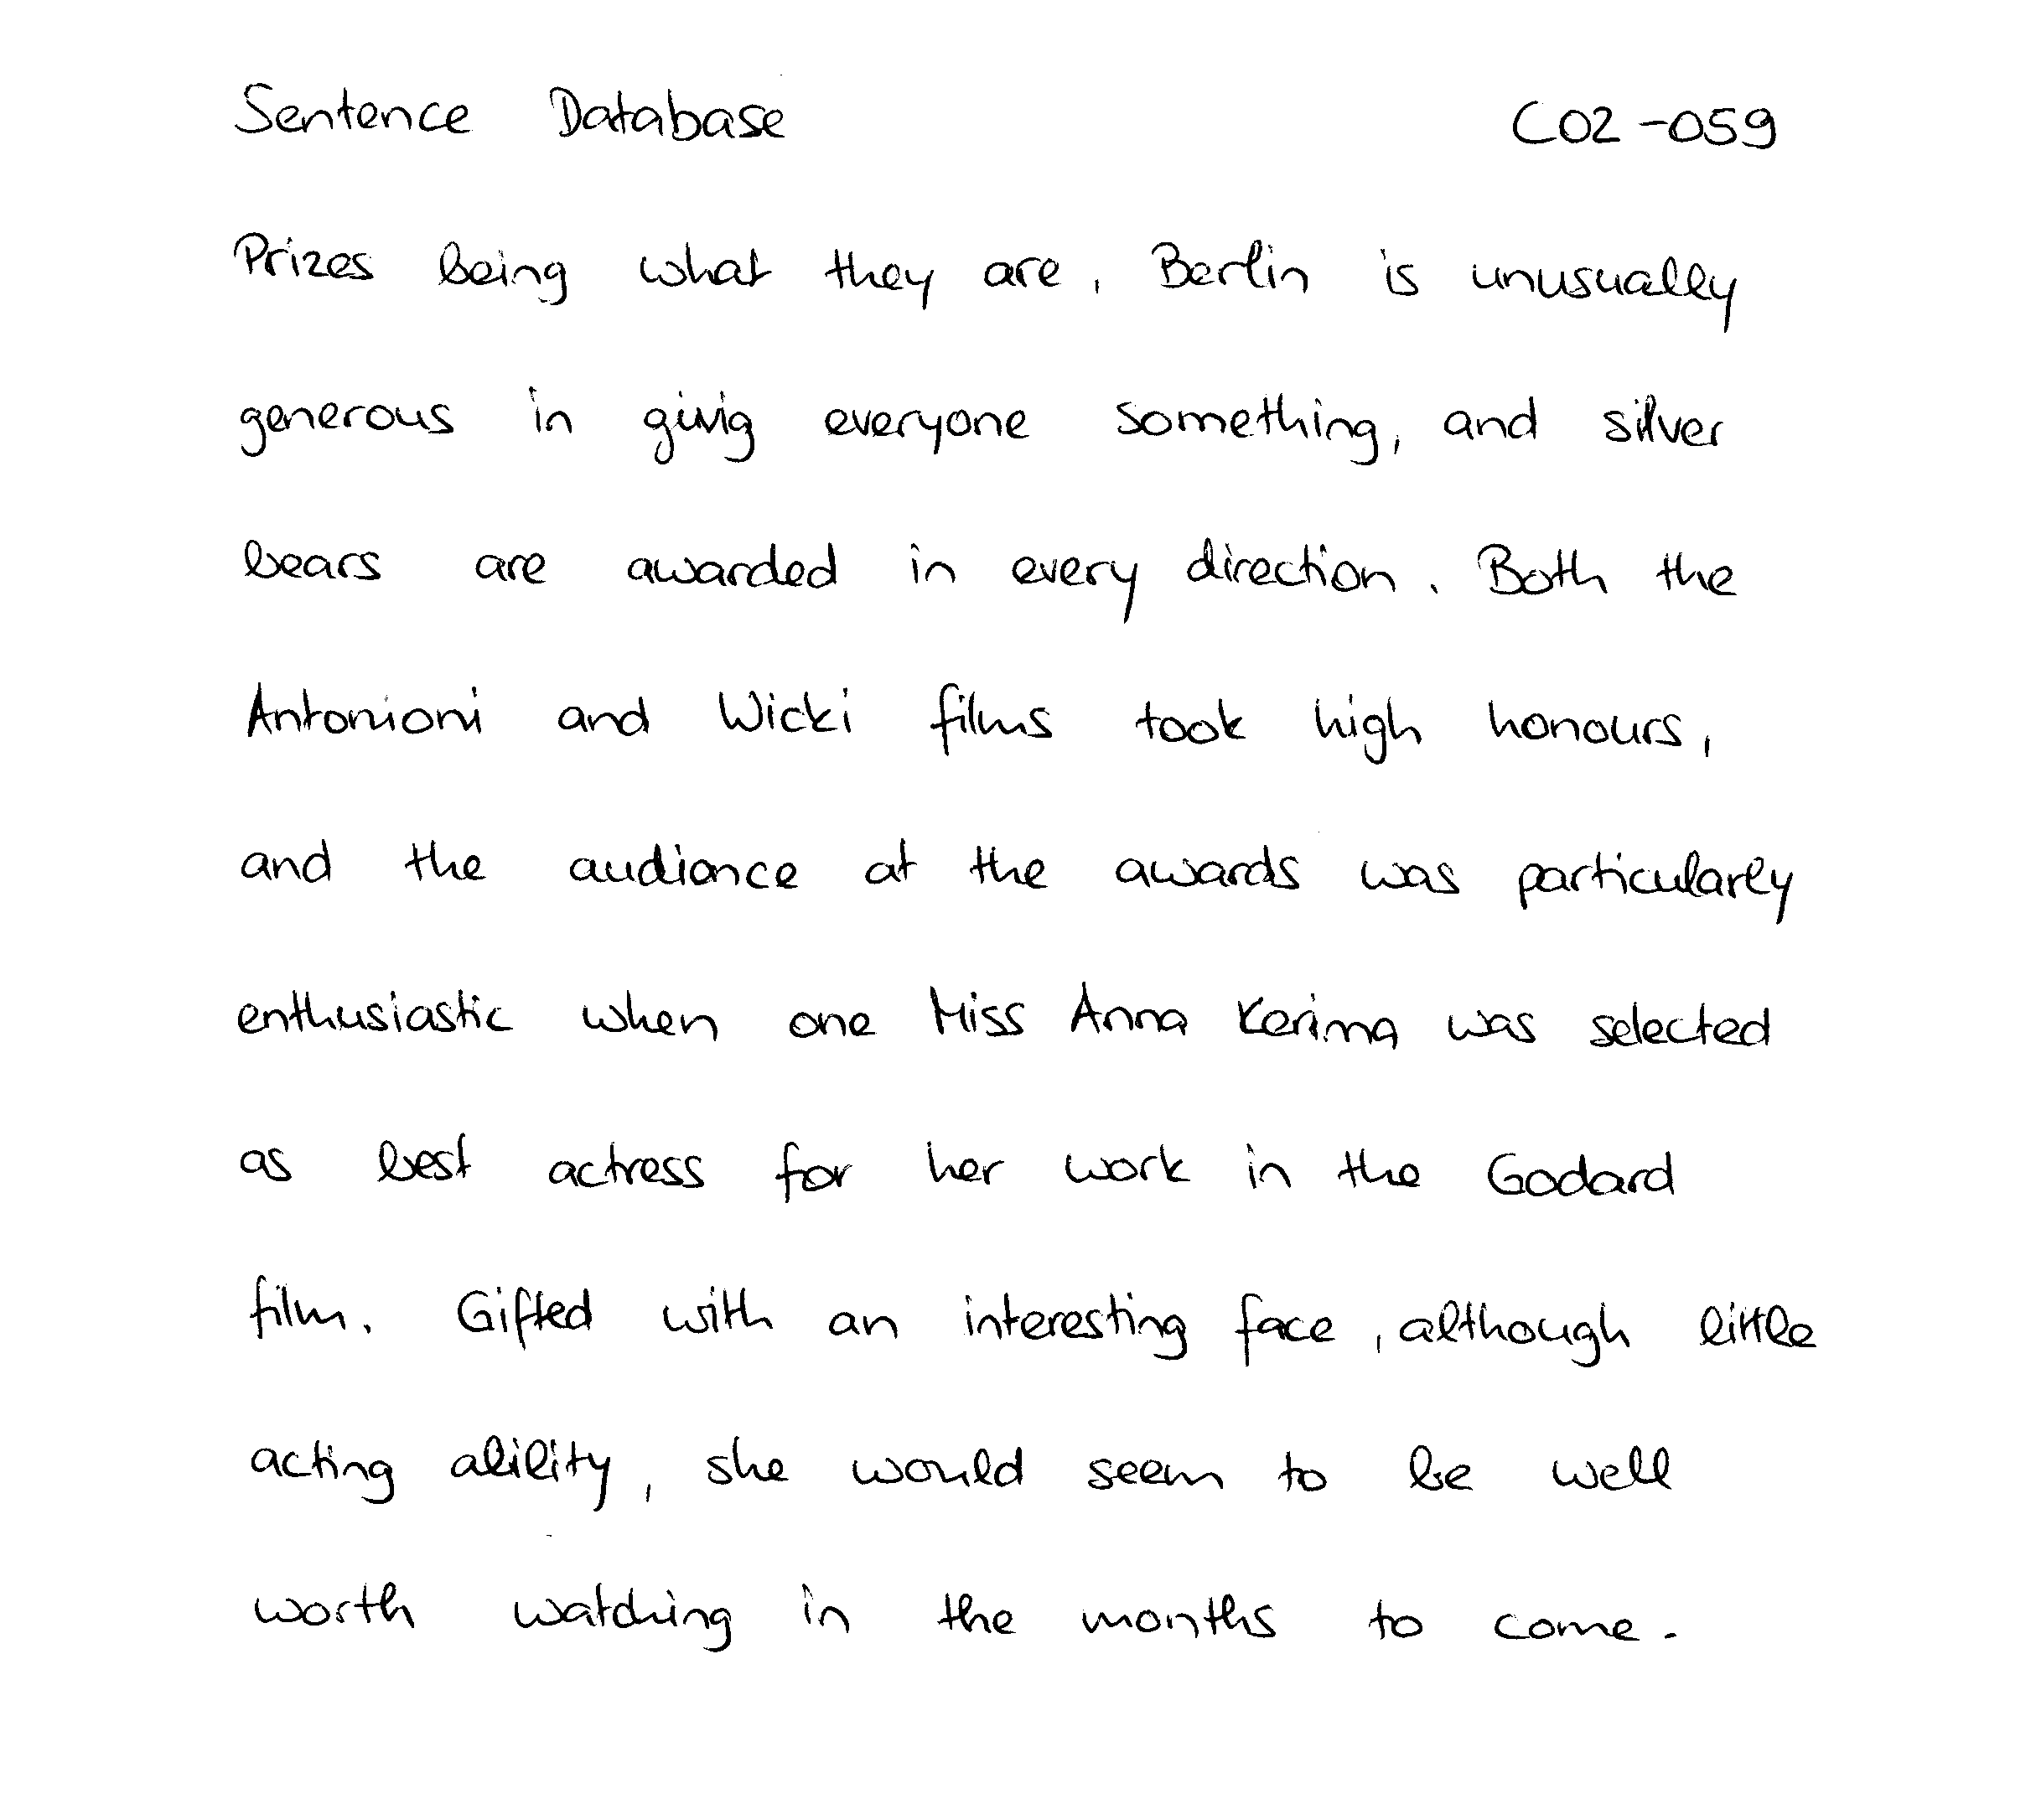 Sentence Database C02-059
Prizes being what they are, Berlin is unusually
generous in givig everyone something, and silver
bears are awarded in every direction. Both the
Antonioni and Wicki films took high honours,
and the audiance at the awards was particularly
enthusiastic when one Miss Anna Kerima was selected
as best actress for her work in the Godard
film. Gifted with an interesting face, although little
acting ability, she would seem to be well
worth watching in the months to come.